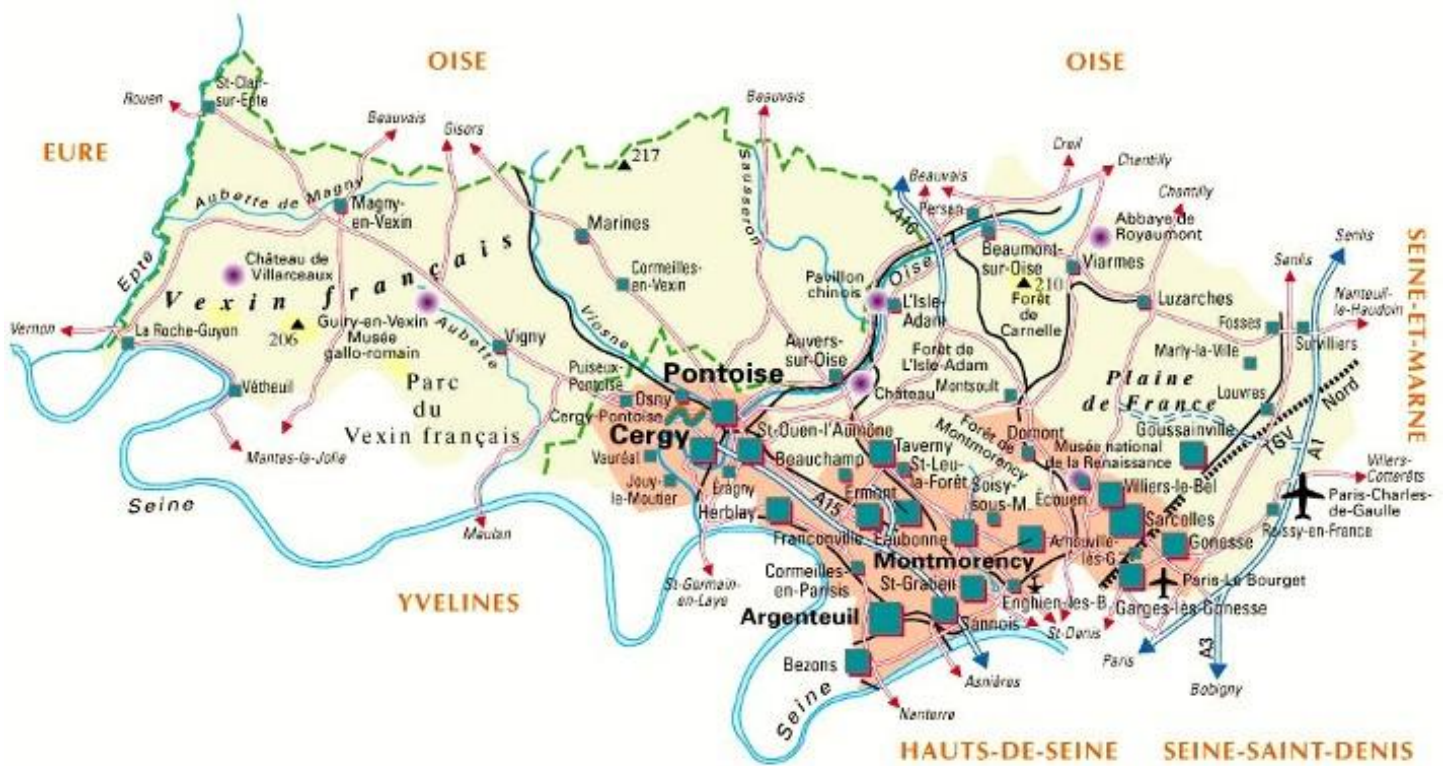 OISE
OISE
EURE
SEINE-ET-MARNE
YVELINES
HAUTS-DE-SEINE
SEINE-SAINT-DENIS
Rouen
St-Clair-
sur-Epte
Beauvais
Gisors
217
Beauvais
Sausseron
Beauvais
Creil
Chantilly
Chantilly
Senlis
Senlis
Nanteuil-
le-Haudoin
Aubette de Magny
Magny-
en-Vexin
Marines
Persan
A16
Oise
Beaumont-
sur-Oise
Abbaye de
Royaumont
Viarmes
Epte
Château de
Villarceaux
Vexin français
Cormeilles-
en-Vexin
Pavillon
chinois
L'Isle-
Adam
210
Forêt
de
Carnelle
Luzarches
Fosses
Survilliers
Vernon
La Roche-Guyon
206
Guiry-en-Vexin
Musée
gallo-romain
Aubette
Vigny
Viosne
Auvers-
sur-Oise
Forêt de
L'Isle-Adam
Marly-la-Ville
Vétheuil
Parc
du
Vexin français
Puiseux-
Pontoise
Osny
Pontoise
Cergy-Pontoise
Château
Montsoult
Plaine
de France
Louvres
Nord
TGV
A1
Mantes-la-Jolie
Cergy
St-Ouen-l'Aumône
Taverny
Forêt de
Montmorency
Domont
Musée national
de la Renaissance
Goussainville
Villers-
Cotterêts
Seine
Vauréal
Jouy-
le-Moutier
Éragny
Beauchamp
St-Leu-
la-Forêt
Soisy-
sous-M.
Écouen
Villiers-le-Bel
Paris-Charles-
de-Gaulle
Meulan
Herblay
A15
Ermont
Franconville
Eaubonne
Arnouville-
lès-G.
Sarcelles
Gonesse
Roissy-en-France
St-Germain-
en-Laye
Cormeilles-
en-Parisis
Montmorency
St-Gratien
Enghien-les-B.
Paris-Le Bourget
Garges-lès-Gonesse
Argenteuil
Sannois
St-Denis
Paris
A3
Bezons
Asnières
Bobigny
Seine
Nanterre